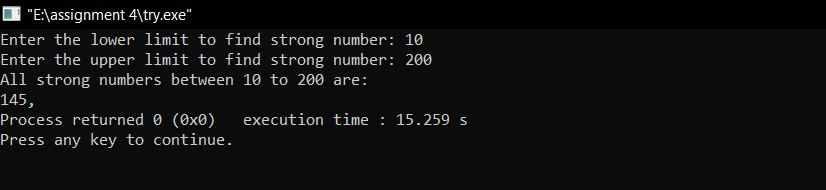 "E:\assignment 4\try.exe"
Enter the lower limit to find strong number: 10
Enter the upper limit to find strong number: 200
All strong numbers between 10 to 200 are:
145,
Process returned 0 (0x0)   execution time : 15.259 s
Press any key to continue.